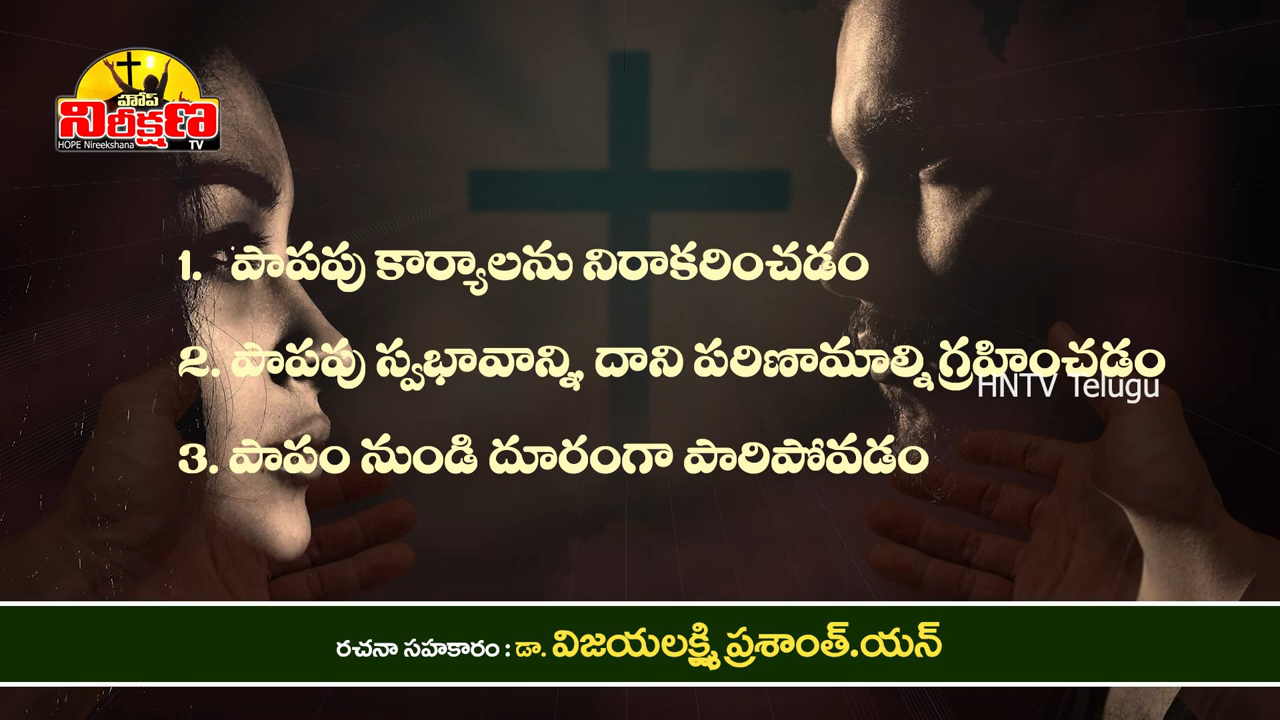 హోప్
నిరీక్షణ
HOPE Nireekshana TV
1. పాపపు కార్యాలను నిరాకరించడం
2. పాపపు స్వభావాన్ని, దాని పరిణామాల్ని గ్రహించడం
HNTV Telugu
3. పాపం నుండి దూరంగా పారిపోవడం
రచనా సహకారం : డా. విజయలక్ష్మి ప్రశాంత్.యన్